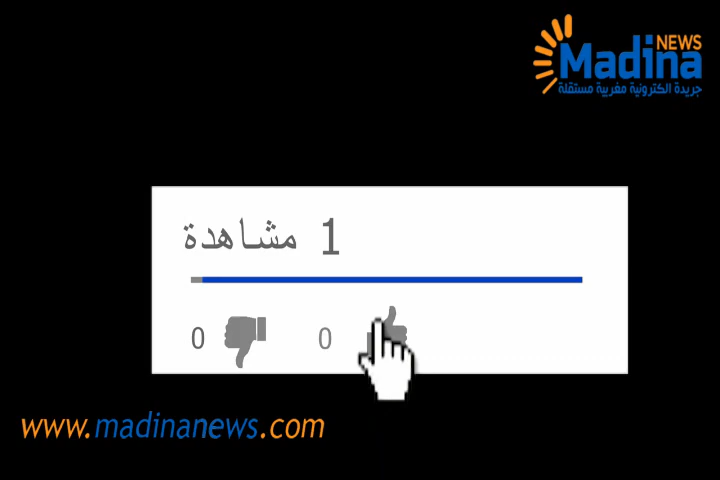 NEWS
Madina
جريدة الكترونية مغربية مستقلة
1 مشاهدة
0 0
www.madinanews.com